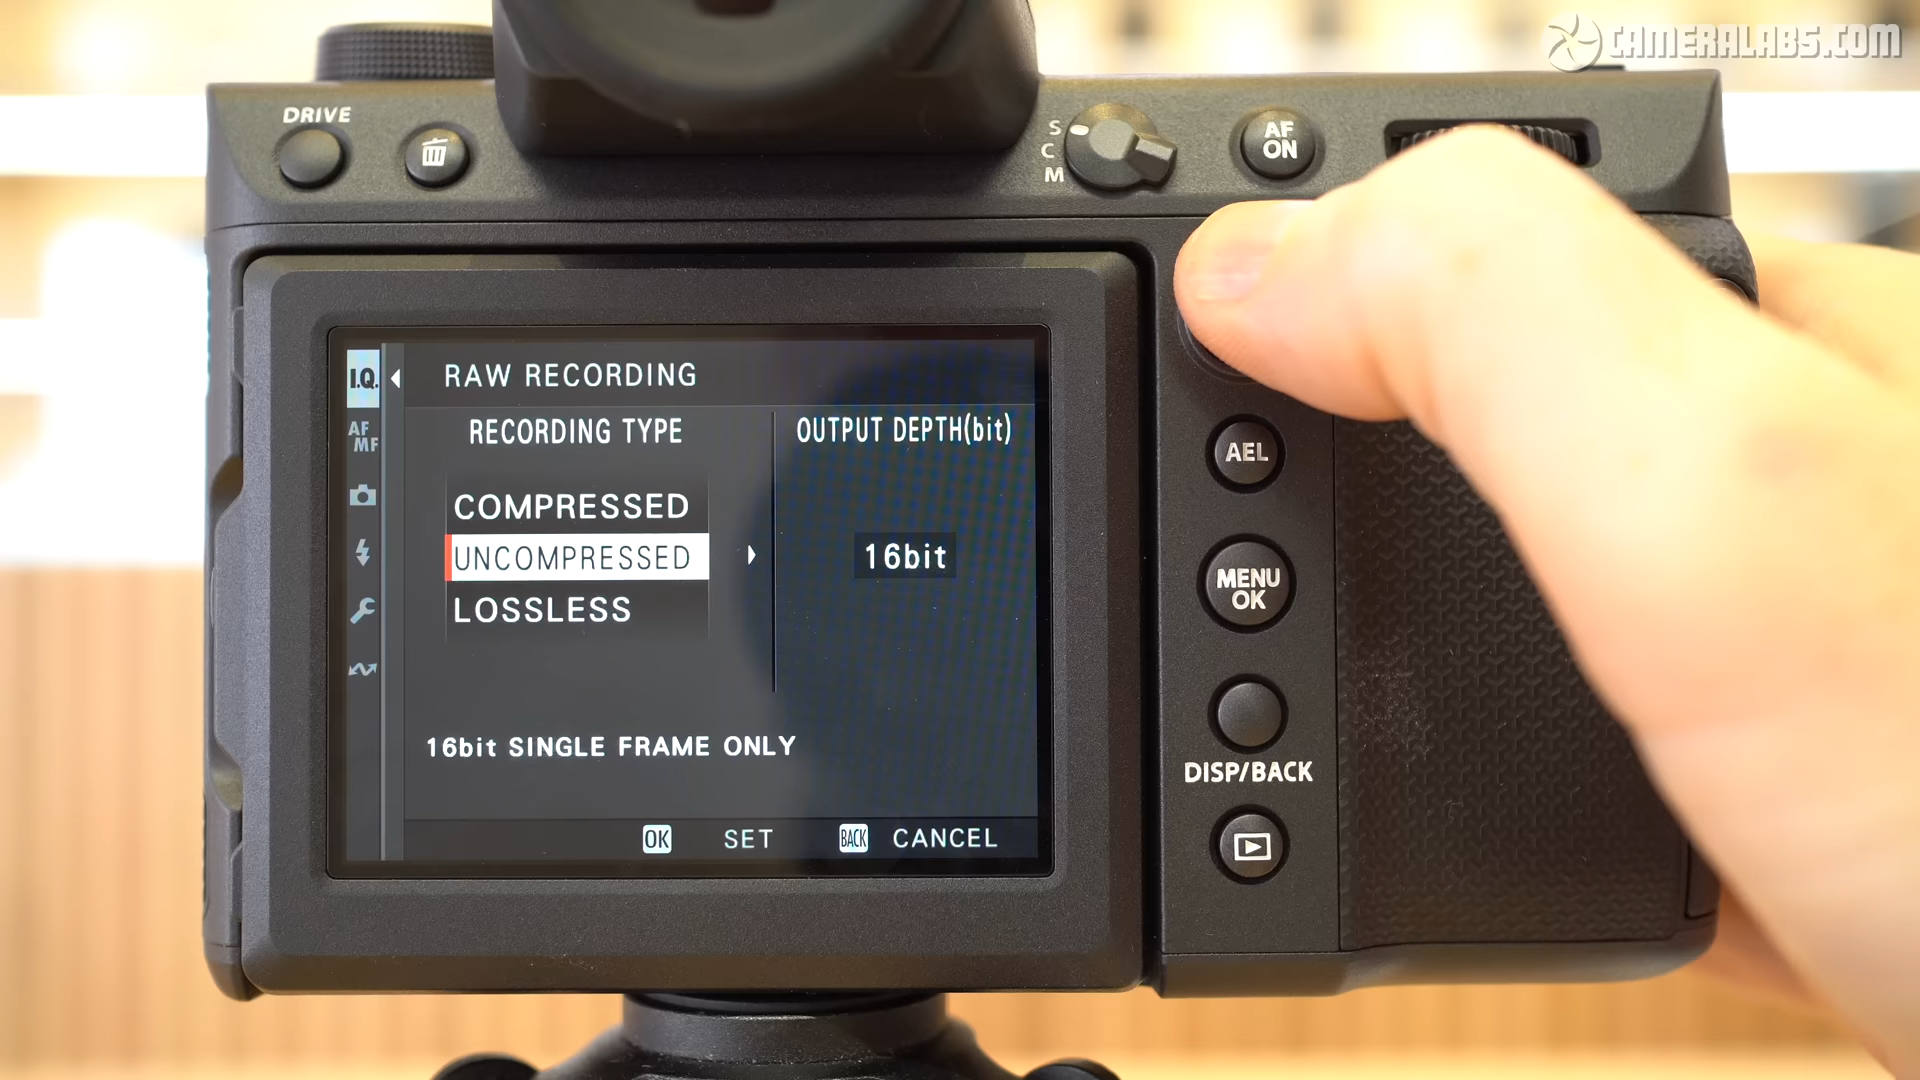 CAMERALABS.COM
DRIVE
S
C
M
AF
ON
I.Q.
RAW RECORDING
AF
MF
RECORDING TYPE
OUTPUT DEPTH(bit)
COMPRESSED
UNCOMPRESSED
16bit
LOSSLESS
16bit SINGLE FRAME ONLY
OK SET BACK CANCEL
AEL
MENU
OK
DISP/BACK